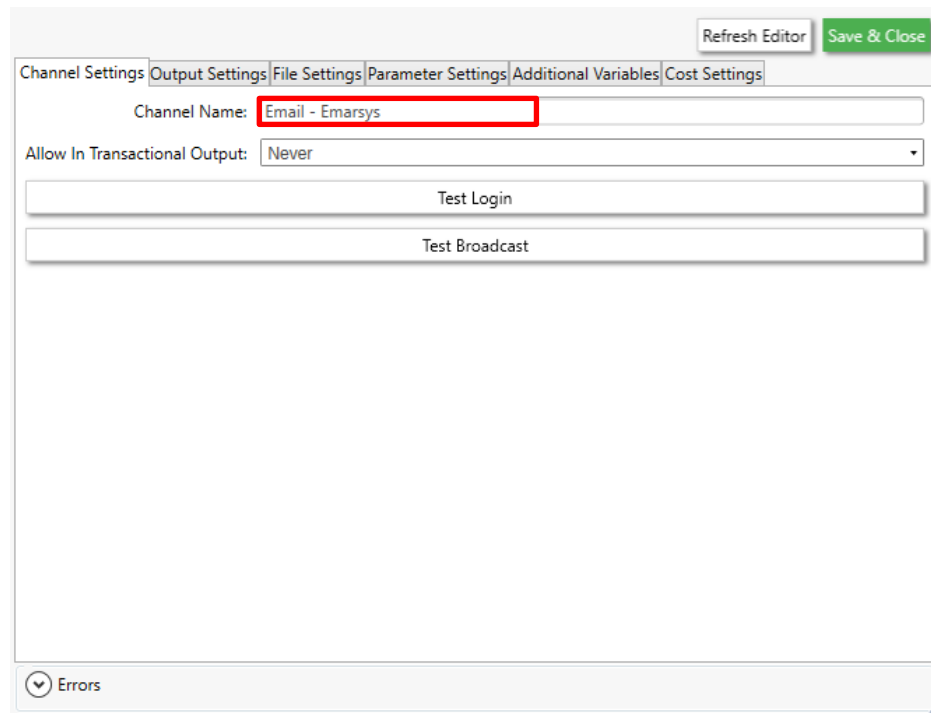 Refresh Editor Save & Close
Channel Settings Output Settings File Settings Parameter Settings Additional Variables Cost Settings
Channel Name: Email - Emarsys
Allow In Transactional Output: Never
Test Login
Test Broadcast
Errors